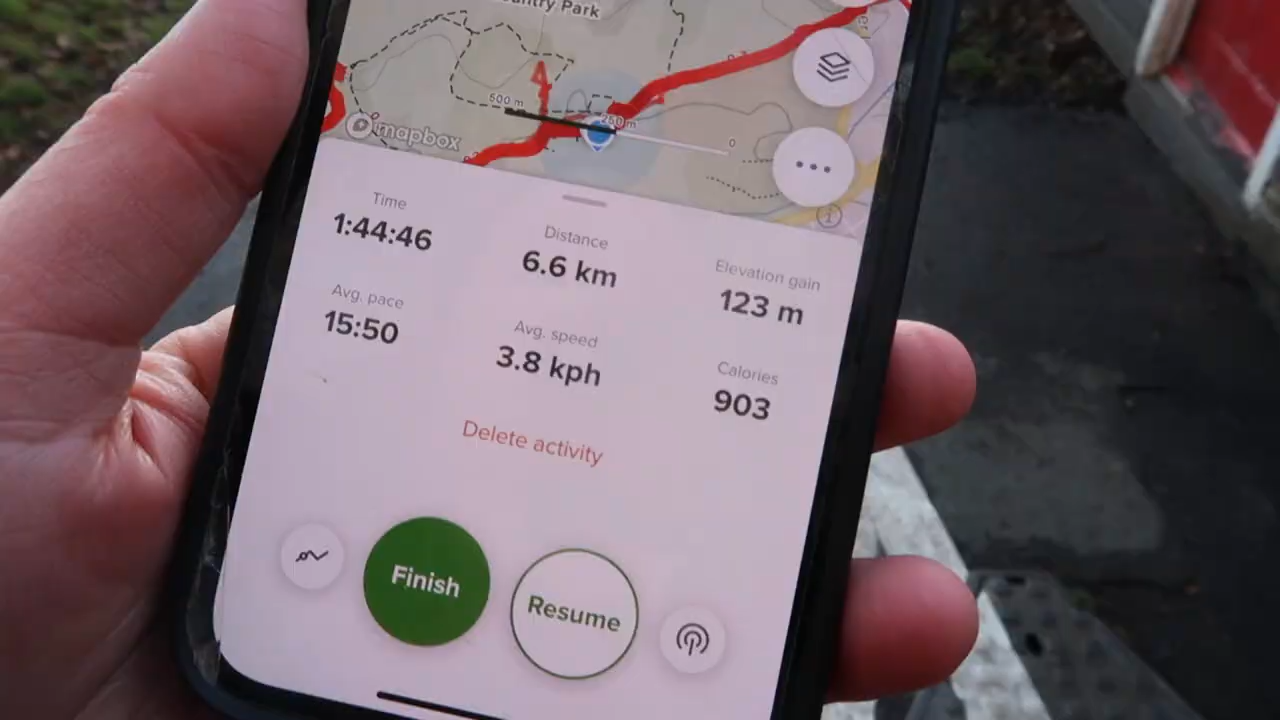 Park
500 m
250 m
0
mapbox
Time
1:44:46
Distance
6.6 km
Elevation gain
123 m
Avg. pace
15:50
Avg. speed
3.8 kph
Calories
903
Delete activity
Finish
Resume